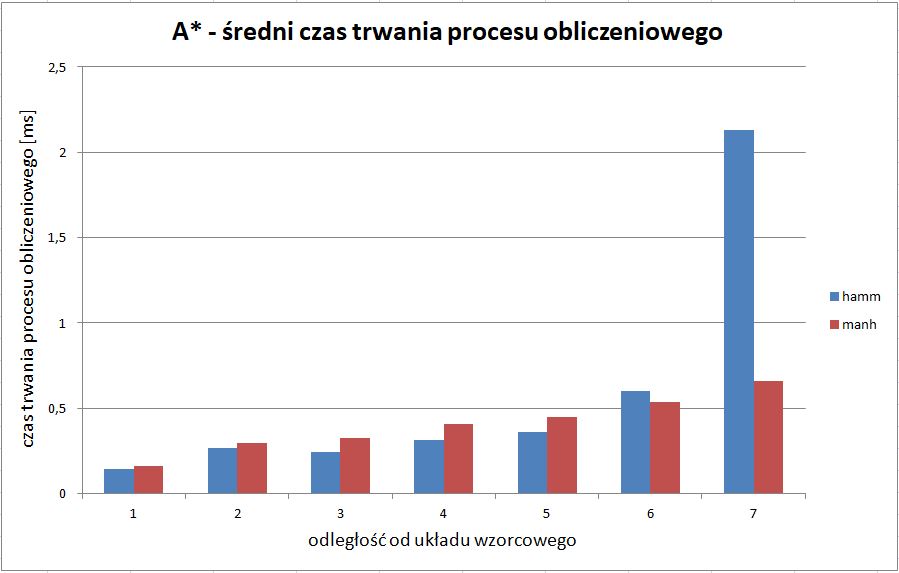 A* - średni czas trwania procesu obliczeniowego
czas trwania procesu obliczeniowego [ms]
2,5
2
1,5
1
0,5
0
1 2 3 4 5 6 7
odległość od układu wzorcowego
hamm
manh